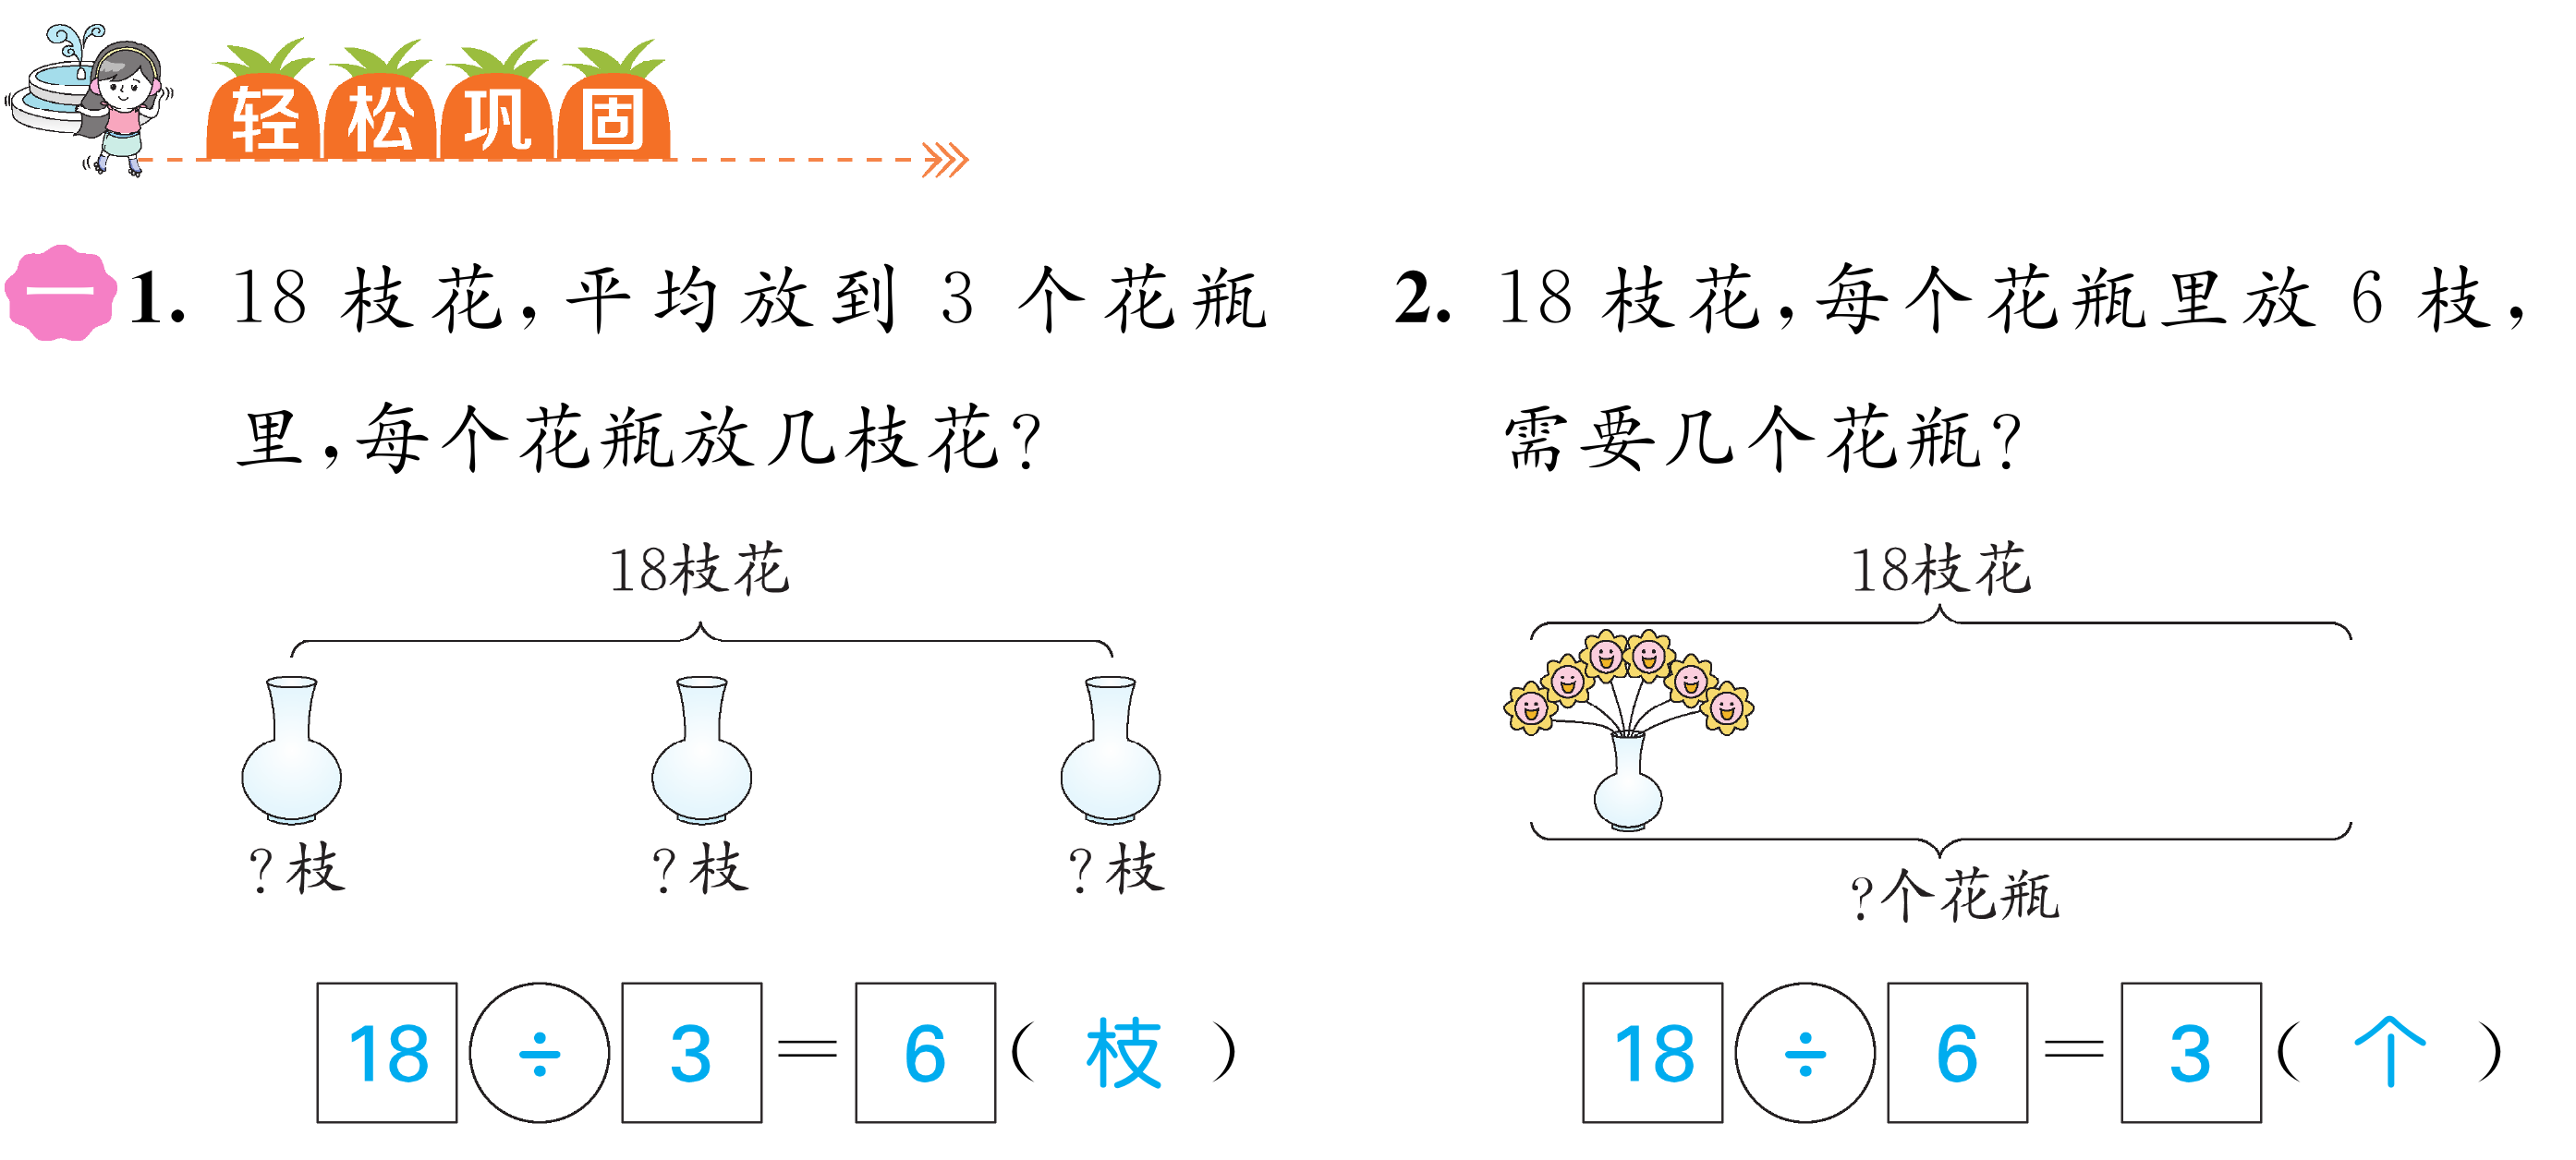 轻松巩固
一 1. 18 枝花,平均放到 3 个花瓶
里,每个花瓶放几枝花?
18枝花
?枝 ?枝 ?枝
18 ÷ 3 = 6 ( 枝 )
2. 18 枝花,每个花瓶里放 6 枝,
需要几个花瓶?
18枝花
?个花瓶
18 ÷ 6 = 3 ( 个 )